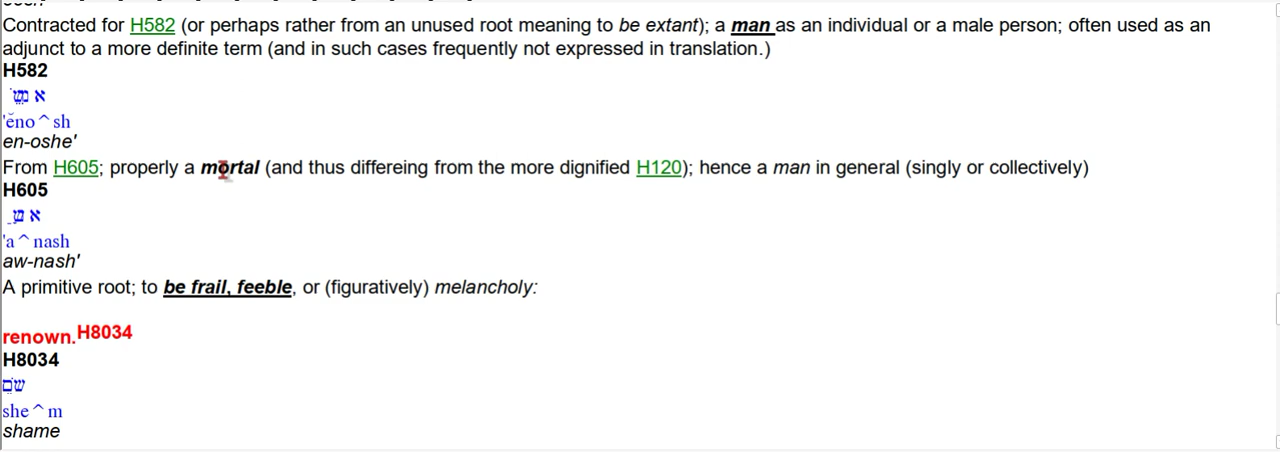 Contracted for H582 (or perhaps rather from an unused root meaning to be extant); a man as an individual or a male person; often used as an
adjunct to a more definite term (and in such cases frequently not expressed in translation.)
H582
'ĕno^sh
en-oshe'
From H605; properly a mortal (and thus differeing from the more dignified H120); hence a man in general (singly or collectively)
H605
'a^nash
aw-nash'
A primitive root; to be frail, feeble, or (figuratively) melancholy:
renown.H8034
H8034
שׁם
she^m
shame